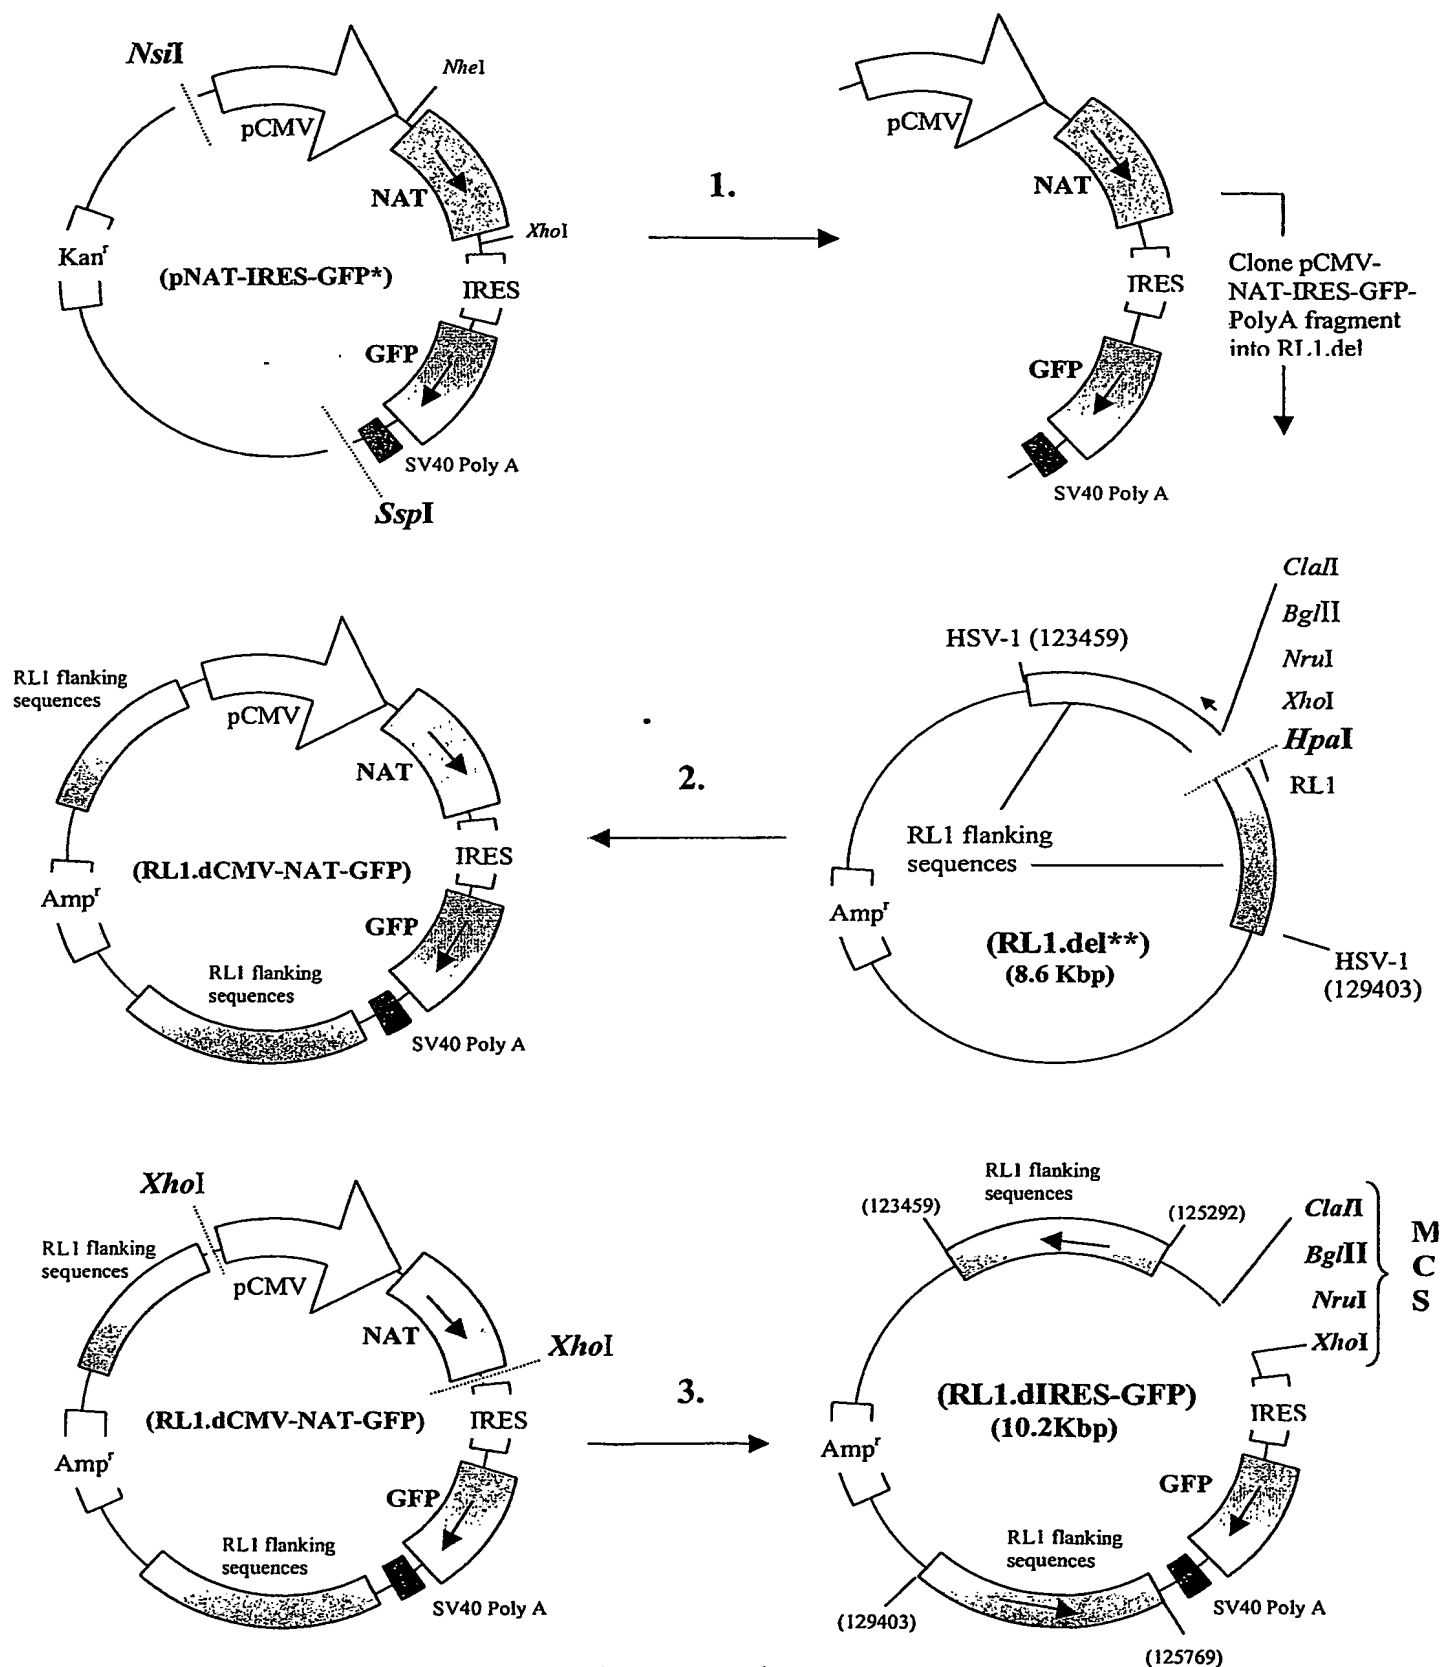 NsiI
NheI
pCMV
NAT
XhoI
Kanr
(pNAT-IRES-GFP*)
IRES
GFP
SV40 Poly A
SspI
1.
pCMV
NAT
IRES
GFP
SV40 Poly A
Clone pCMV-
NAT-IRES-GFP-
PolyA fragment
into RL1.del
RL1 flanking
sequences
pCMV
NAT
(RL1.dCMV-NAT-GFP)
IRES
Ampr
GFP
RL1 flanking
sequences
SV40 Poly A
2.
ClaII
BglII
NruI
XhoI
HpaI
RL1
HSV-1 (123459)
RL1 flanking
sequences
Ampr
(RL1.del**)
(8.6 Kbp)
HSV-1
(129403)
XhoI
RL1 flanking
sequences
pCMV
NAT
XhoI
(RL1.dCMV-NAT-GFP)
IRES
Ampr
GFP
RL1 flanking
sequences
SV40 Poly A
3.
RL1 flanking
sequences
(123459)
(125292)
ClaII
BglII
NruI
XhoI
M
C
S
(RL1.dIRES-GFP)
(10.2Kbp)
IRES
Ampr
GFP
RL1 flanking
sequences
SV40 Poly A
(129403)
(125769)